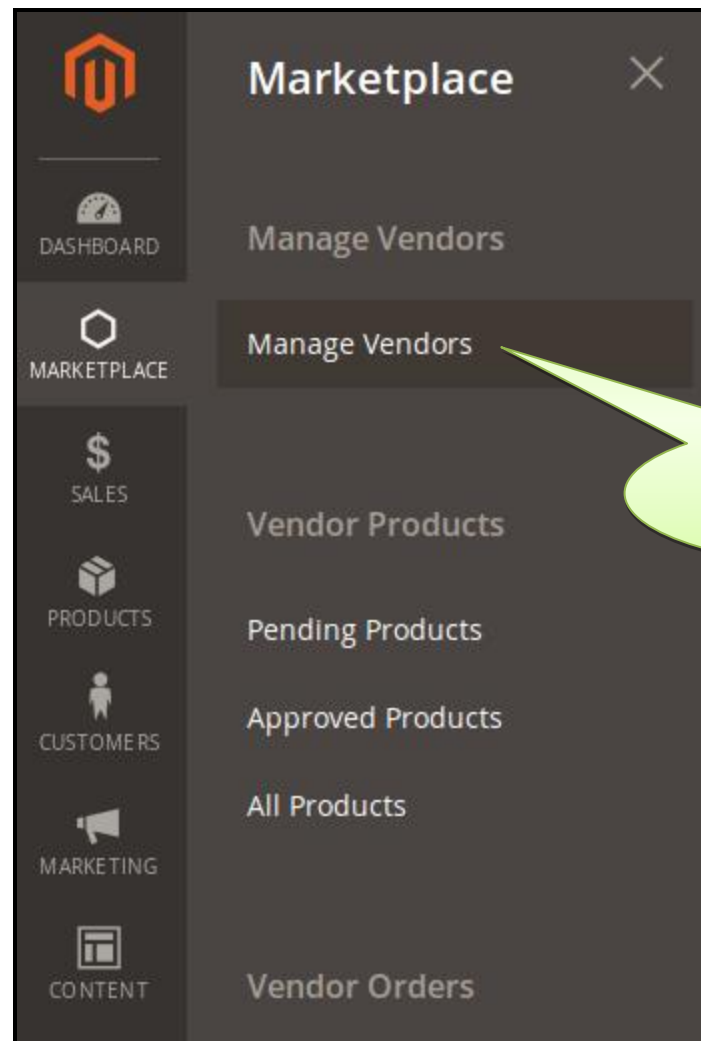 Marketplace
DASHBOARD
MARKETPLACE
SALES
PRODUCTS
CUSTOMERS
MARKETING
CONTENT
Manage Vendors
Manage Vendors
Vendor Products
Pending Products
Approved Products
All Products
Vendor Orders